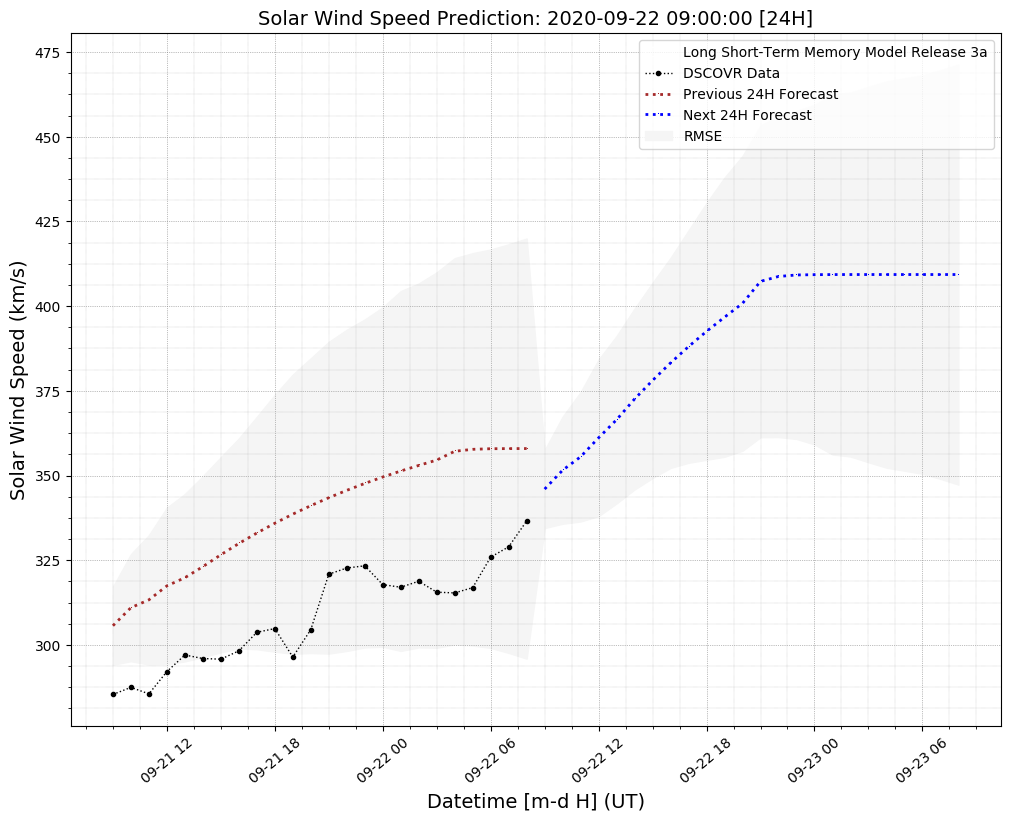 Solar Wind Speed Prediction: 2020-09-22 09:00:00 [24H]
Long Short-Term Memory Model Release 3a
DSCOVR Data
Previous 24H Forecast
Next 24H Forecast
RMSE
Solar Wind Speed (km/s)
475
450
425
400
375
350
325
300
09-21 12
09-21 18
09-22 00
09-22 06
09-22 12
09-22 18
09-23 00
09-23 06
Datetime [m-d H] (UT)